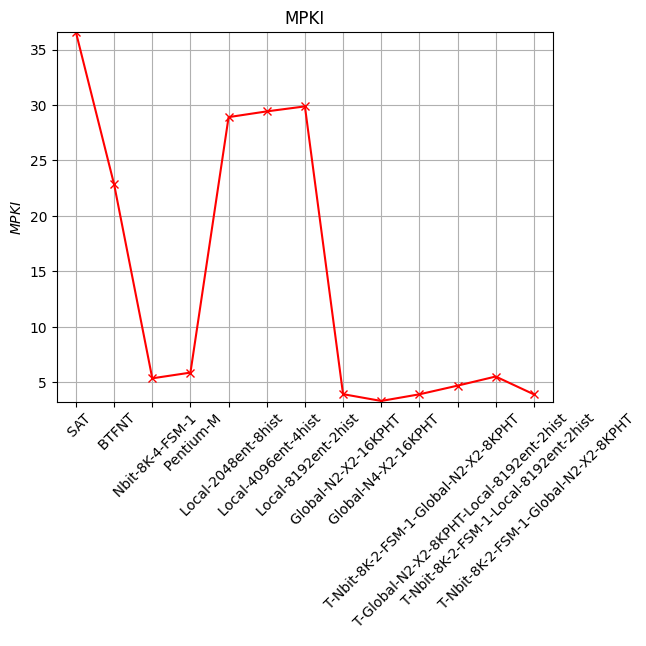 MPKI
35
30
25
20
15
10
5
MPKI
SAT
BTFNT
Nbit-8K-4-FSM-1
Pentium-M
Local-2048ent-8hist
Local-4096ent-4hist
Local-8192ent-2hist
Global-N2-X2-16KPHT
Global-N4-X2-16KPHT
T-Nbit-8K-2-FSM-1-Global-N2-X2-8KPHT
T-Global-N2-X2-8KPHT-Local-8192ent-2hist
T-Nbit-8K-2-FSM-1-Local-8192ent-2hist
T-Nbit-8K-2-FSM-1-Global-N2-X2-8KPHT